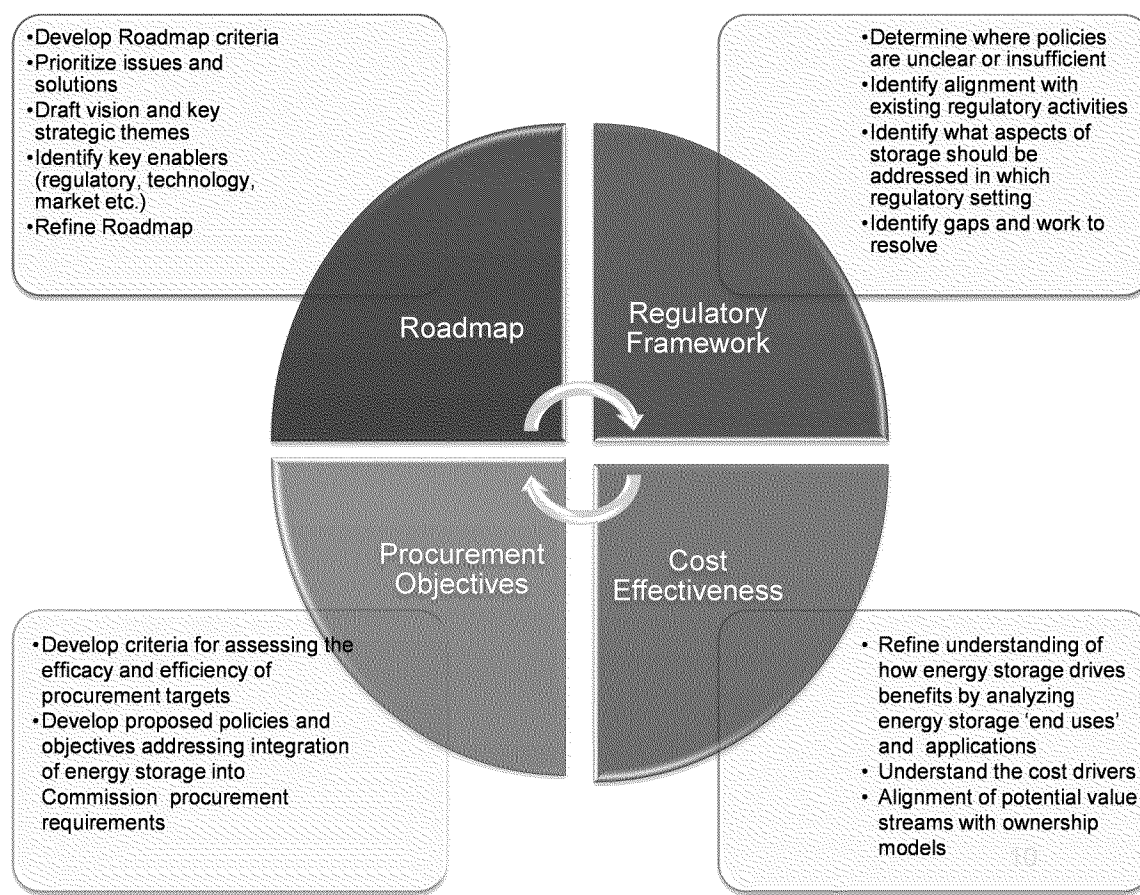 •Develop Roadmap criteria
•Prioritize issues and
solutions
•Draft vision and key
strategic themes
•Identify key enablers
(regulatory, technology,
market etc.)
•Refine Roadmap
•Determine where policies
are unclear or insufficient
•Identify alignment with
existing regulatory activities
•Identify what aspects of
storage should be
addressed in which
regulatory setting
•Identify gaps and work to
resolve
Roadmap
Regulatory
Framework
Procurement
Objectives
Cost
Effectiveness
•Develop criteria for assessing the
efficacy and efficiency of
procurement targets
•Develop proposed policies and
objectives addressing integration
of energy storage into
Commission procurement
requirements
• Refine understanding of
how energy storage drives
benefits by analyzing
energy storage 'end uses'
and applications
• Understand the cost drivers
• Alignment of potential value
streams with ownership
models
10